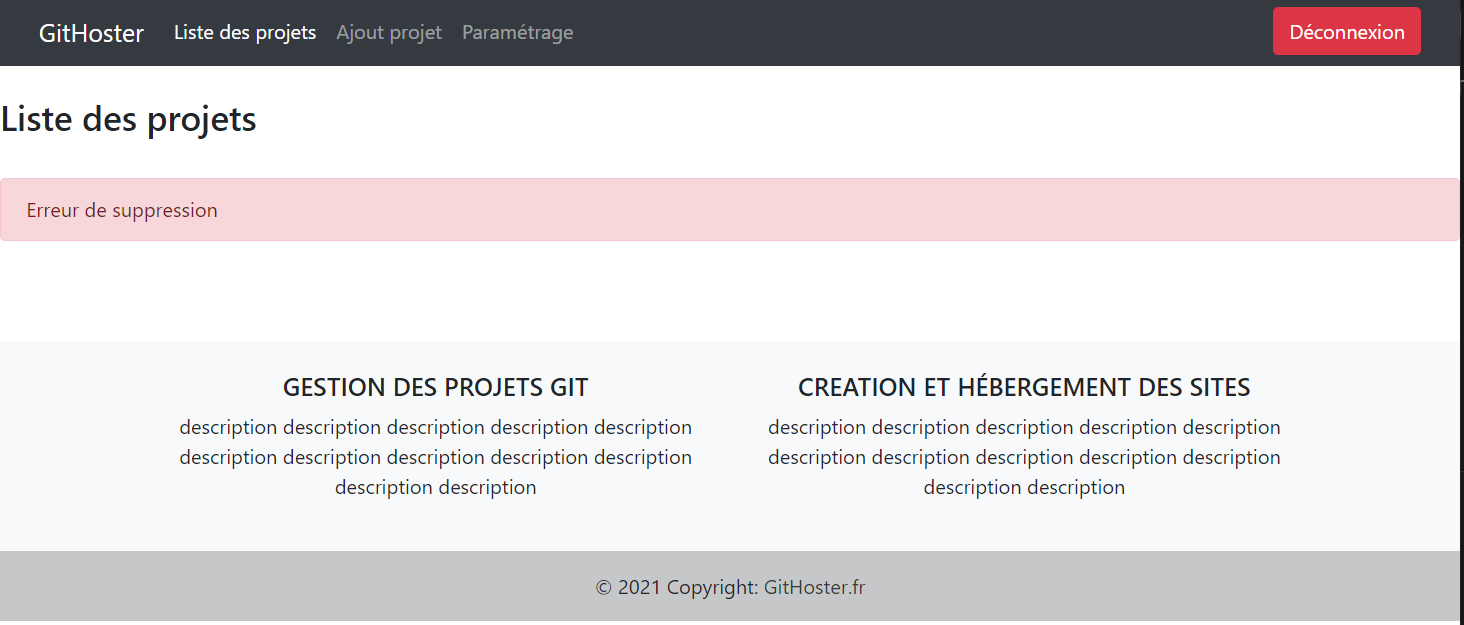 GitHoster Liste des projets Ajout projet Paramétrage Déconnexion
Liste des projets
Erreur de suppression
GESTION DES PROJETS GIT
description description description description description
description description description description description
description description
CREATION ET HÉBERGEMENT DES SITES
description description description description description
description description description description description
description description
© 2021 Copyright: GitHoster.fr